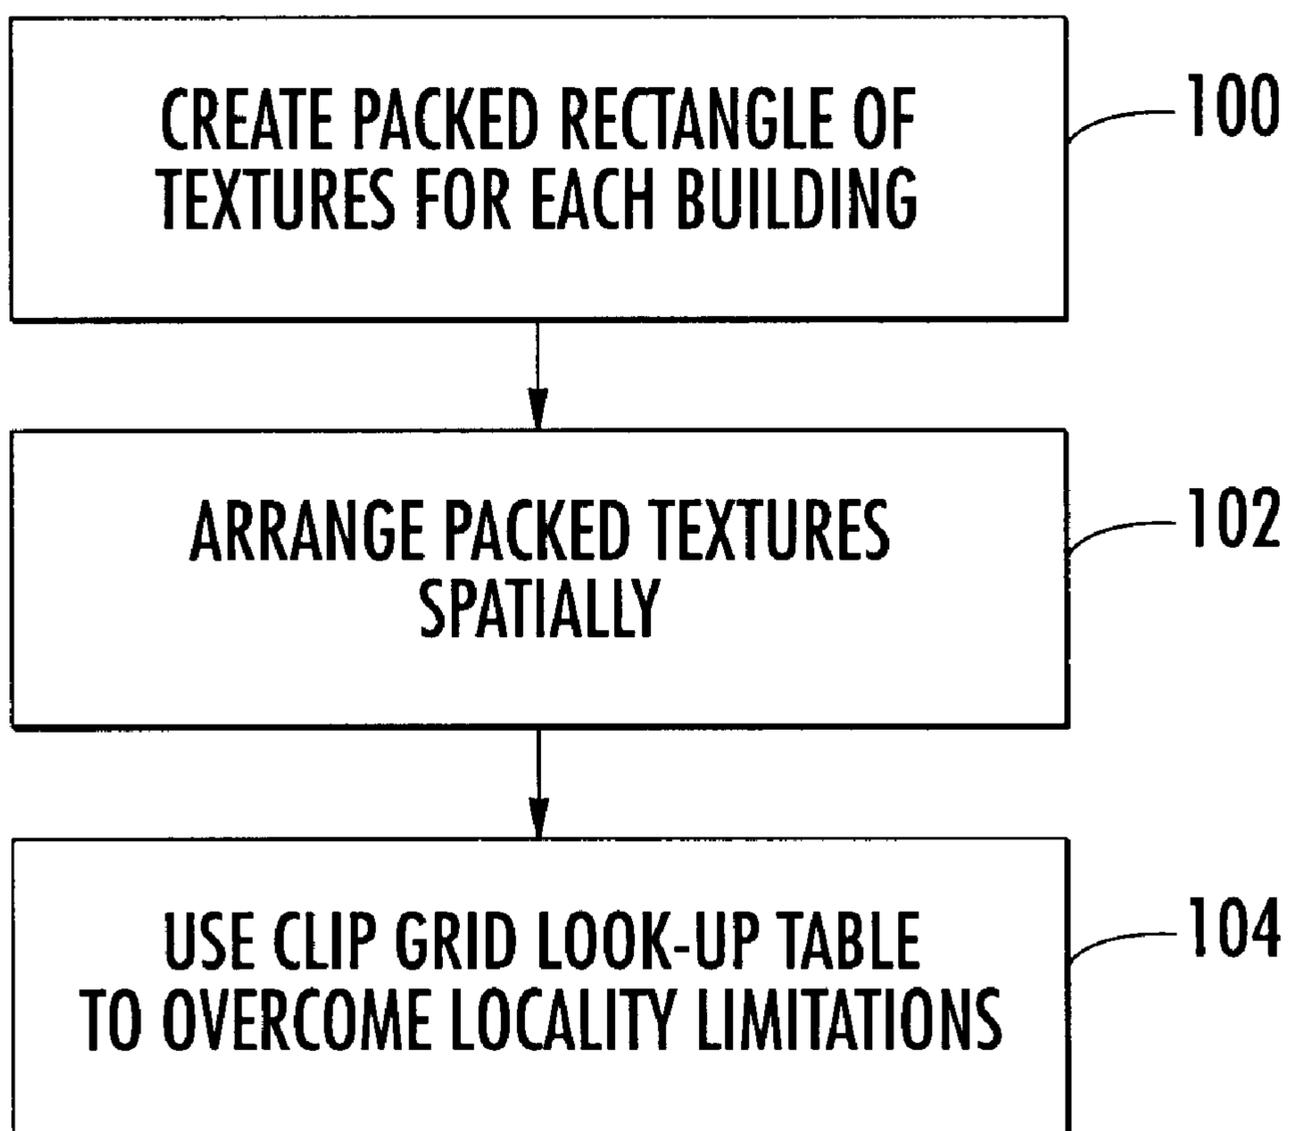 CREATE PACKED RECTANGLE OF
TEXTURES FOR EACH BUILDING
100
ARRANGE PACKED TEXTURES
SPATIALLY
102
USE CLIP GRID LOOK-UP TABLE
TO OVERCOME LOCALITY LIMITATIONS
104